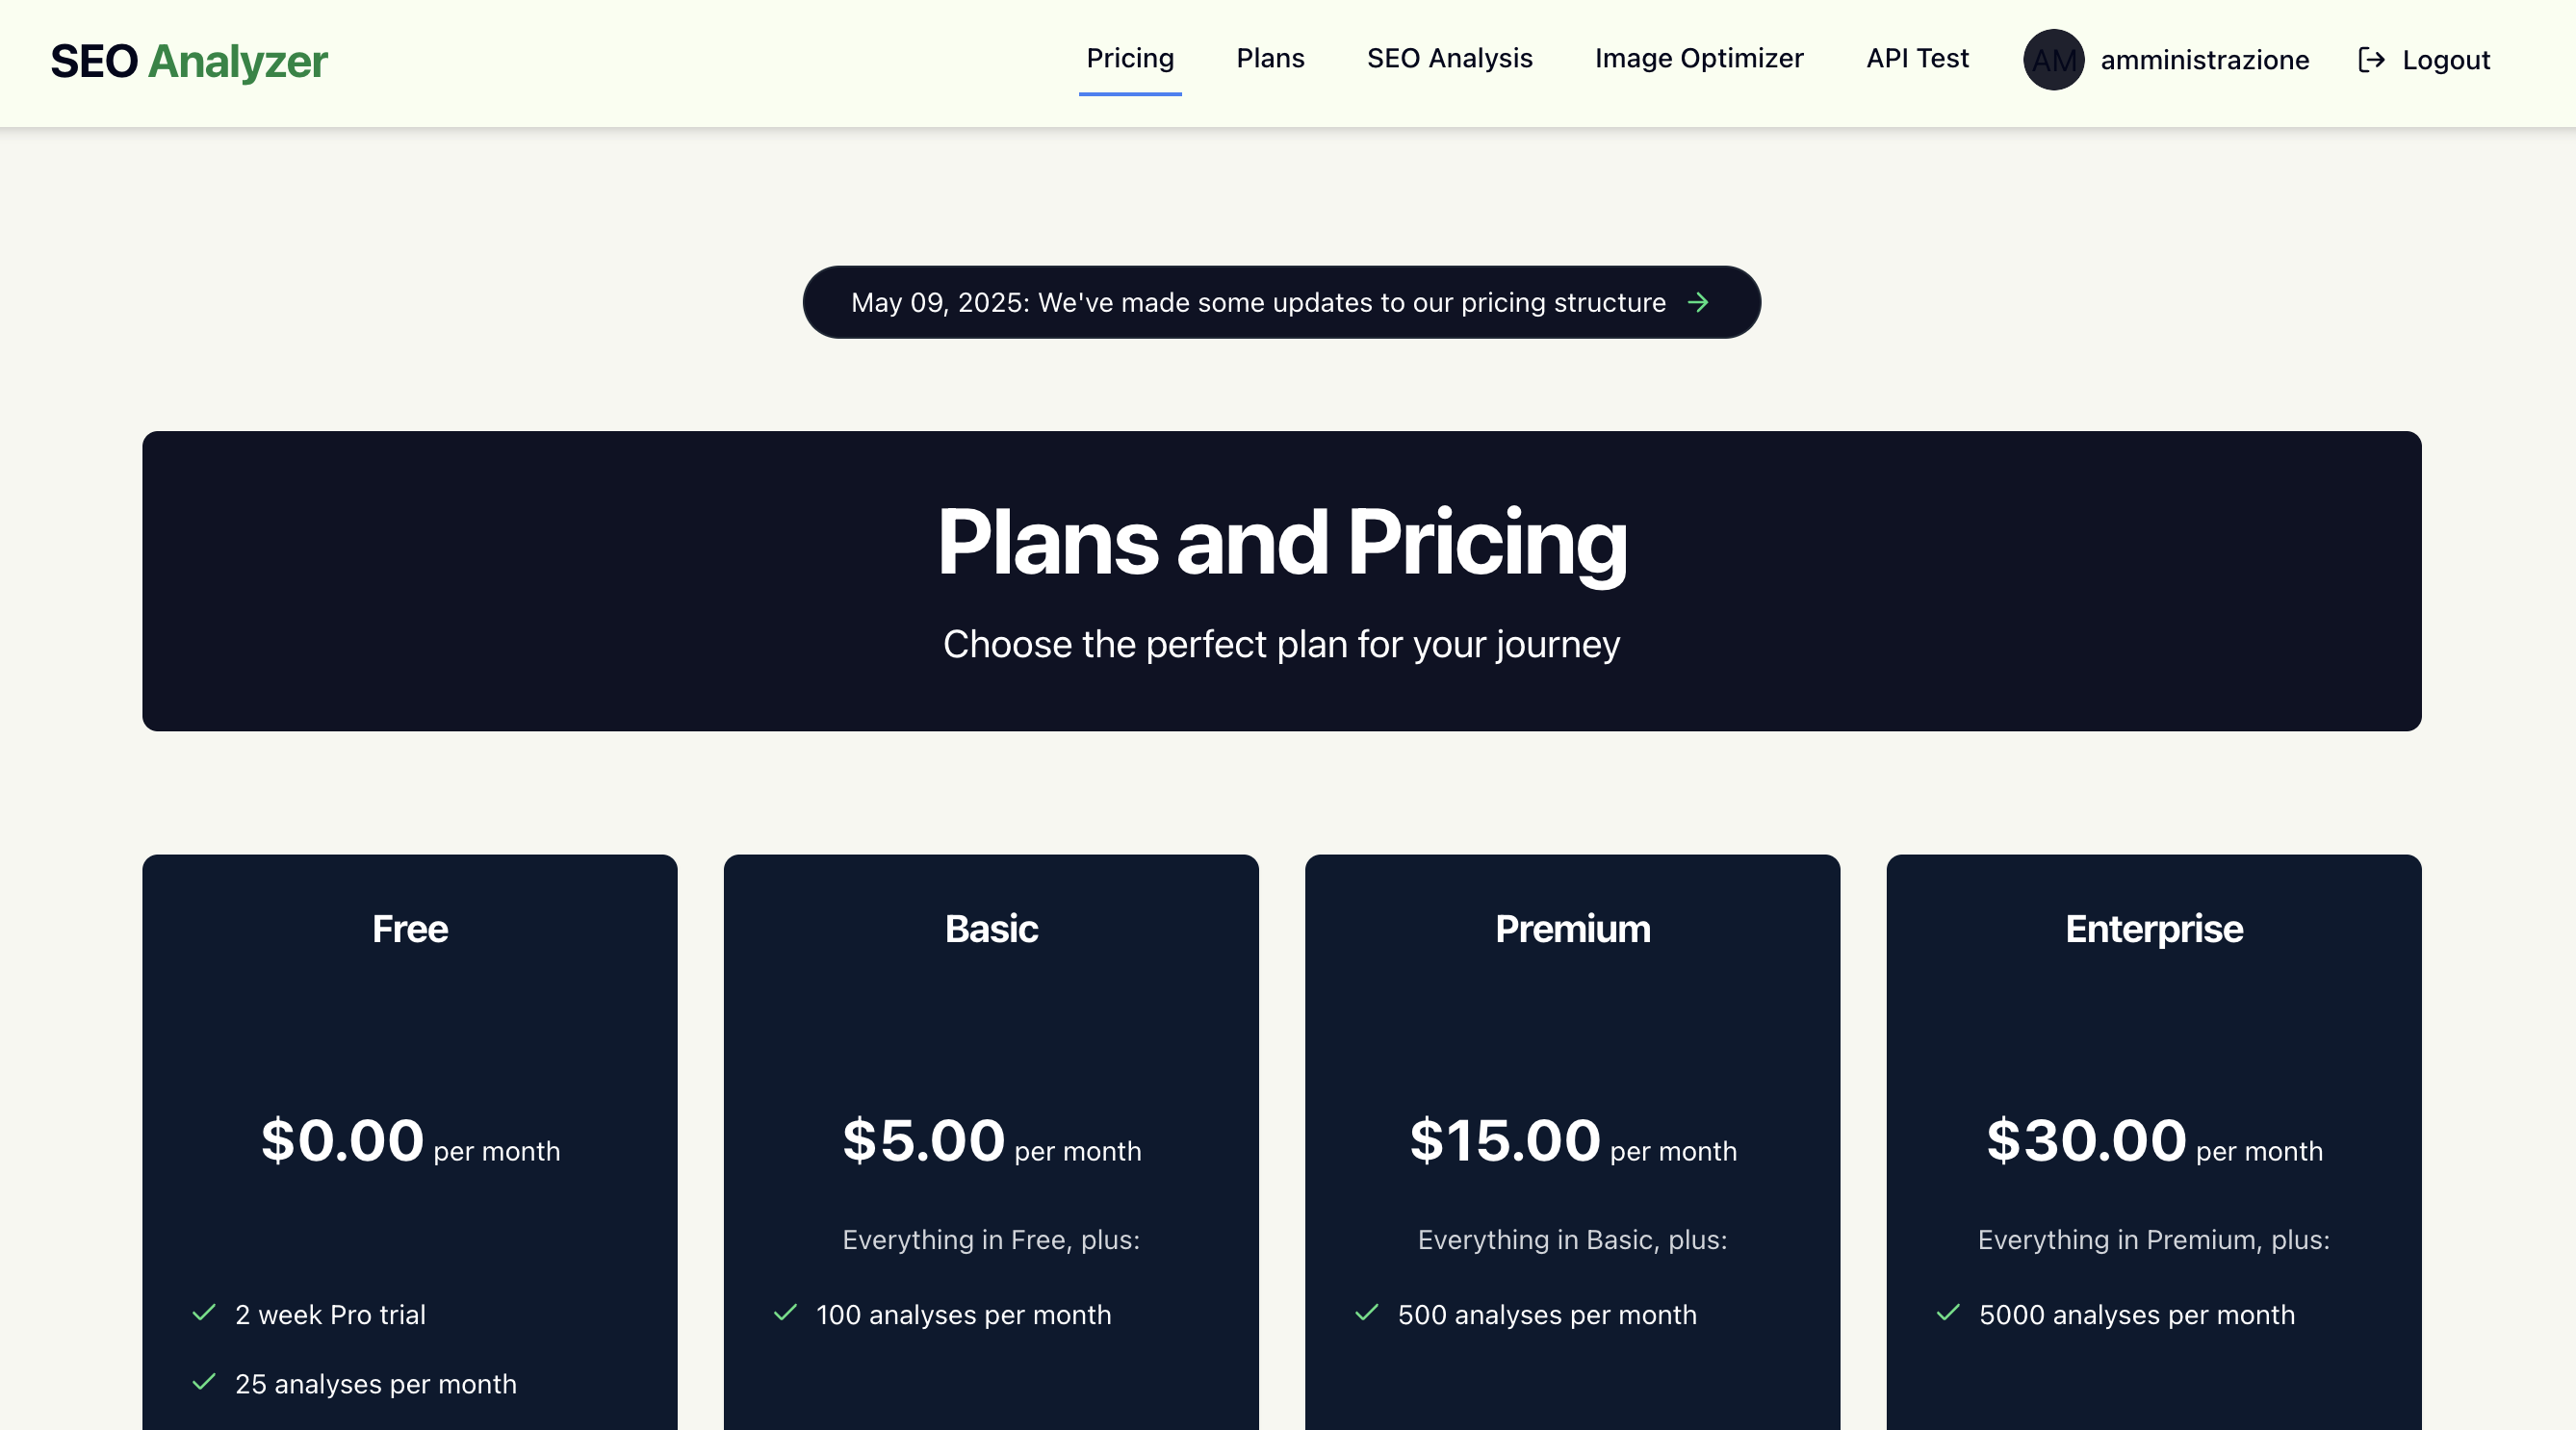 SEO Analyzer
Pricing
Plans
SEO Analysis
Image Optimizer
API Test
AM
amministrazione
Logout
May 09, 2025: We've made some updates to our pricing structure
Plans and Pricing
Choose the perfect plan for your journey
Free
$0.00 per month
2 week Pro trial
25 analyses per month
Basic
$5.00 per month
Everything in Free, plus:
100 analyses per month
Premium
$15.00 per month
Everything in Basic, plus:
500 analyses per month
Enterprise
$30.00 per month
Everything in Premium, plus:
5000 analyses per month